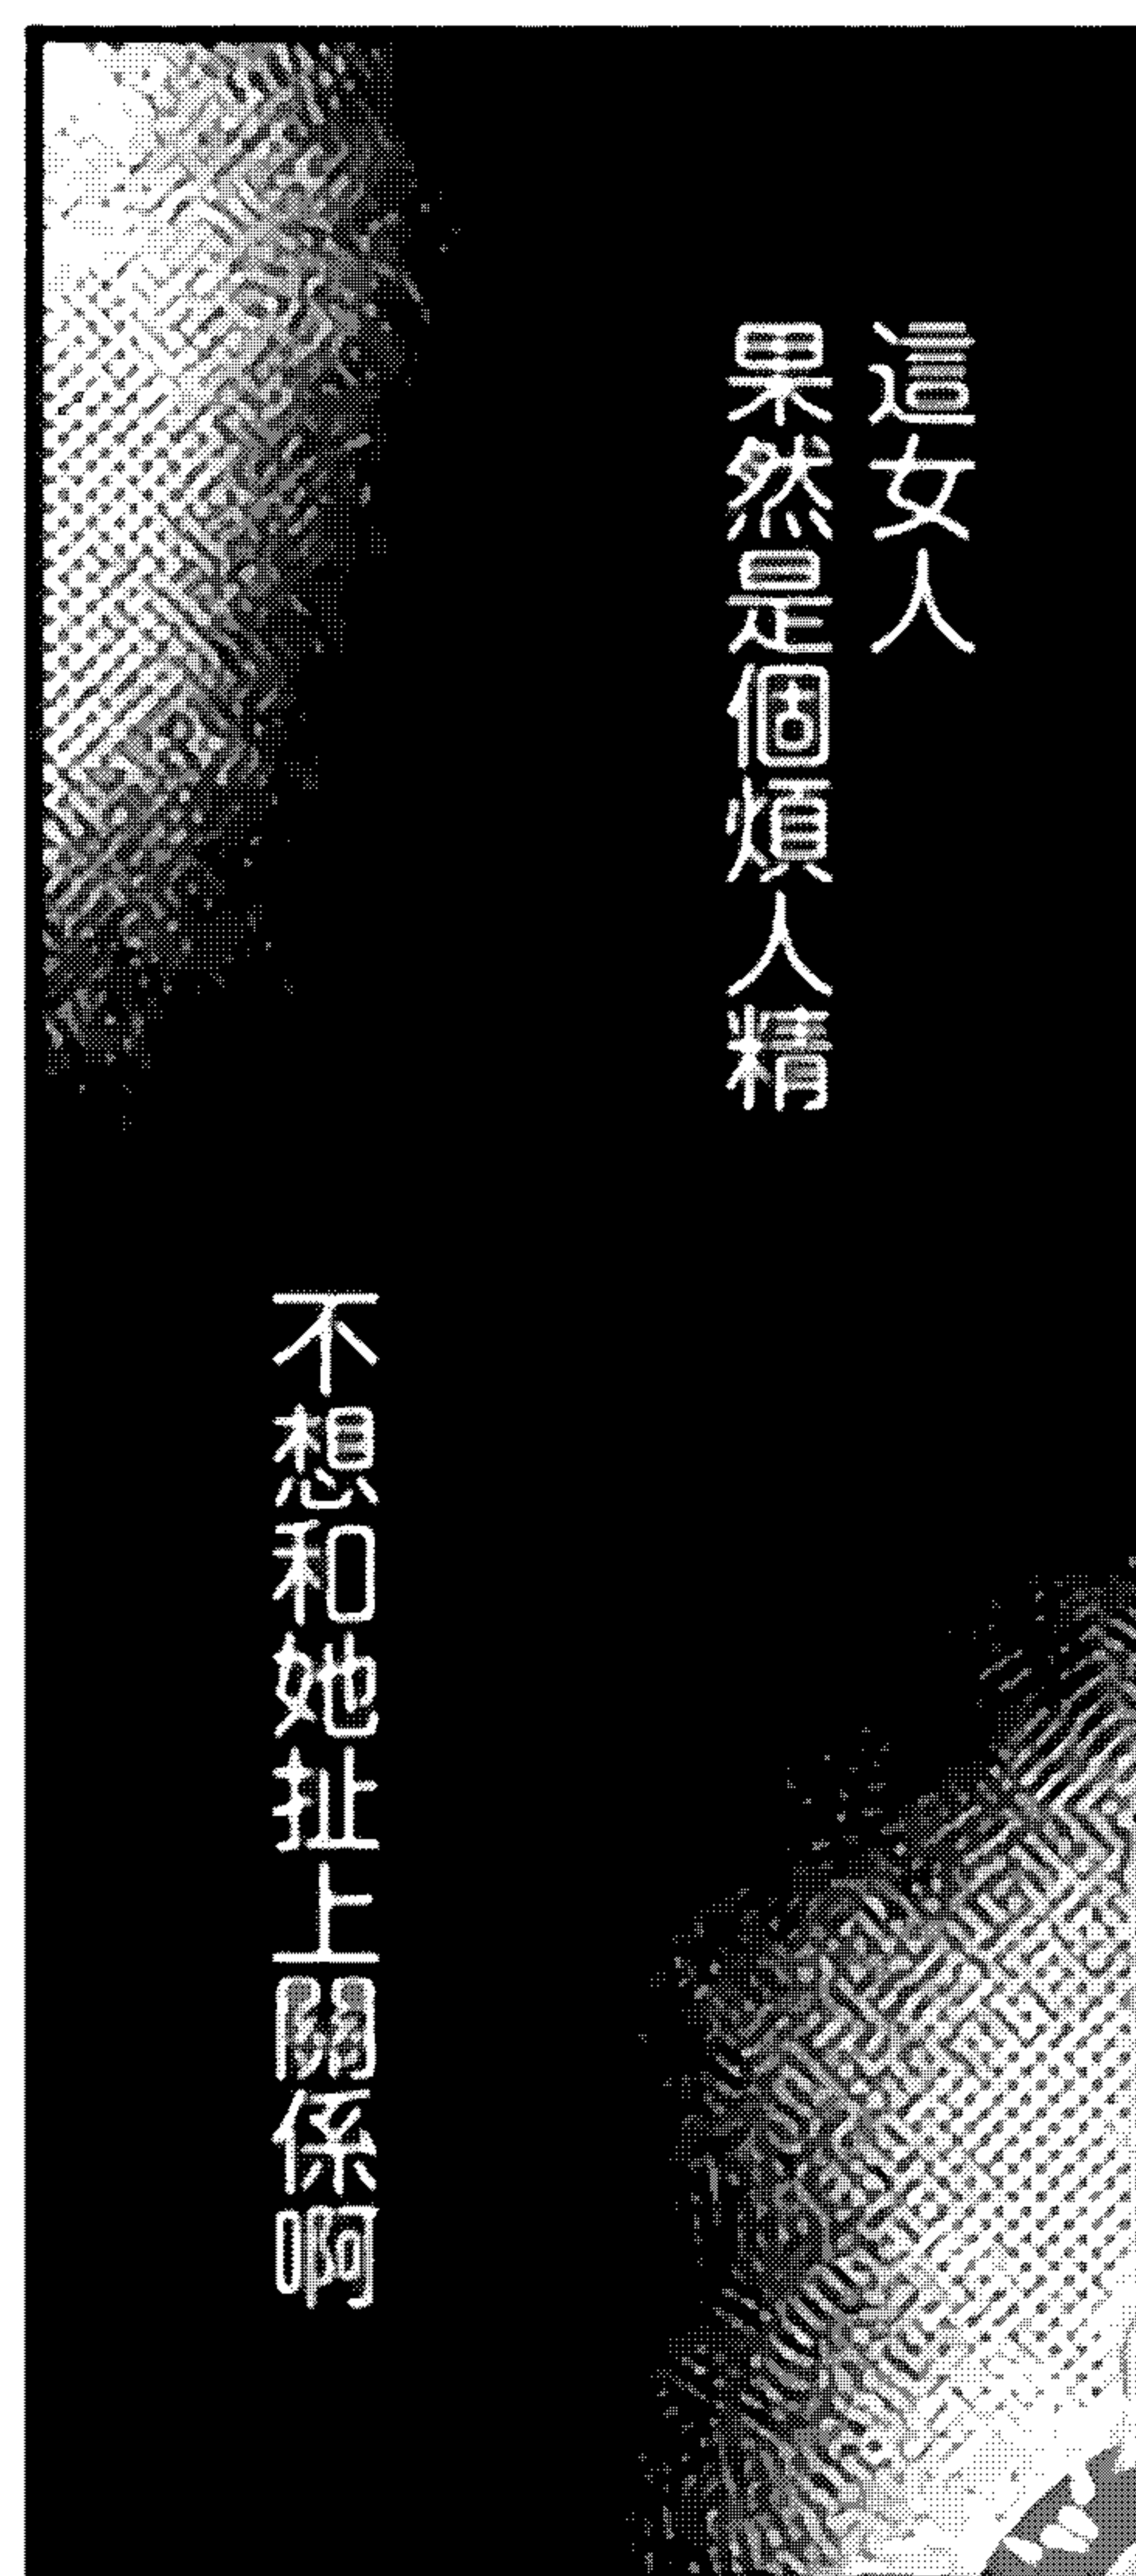 這女人
果然是個煩人精
不想和她扯上關係啊